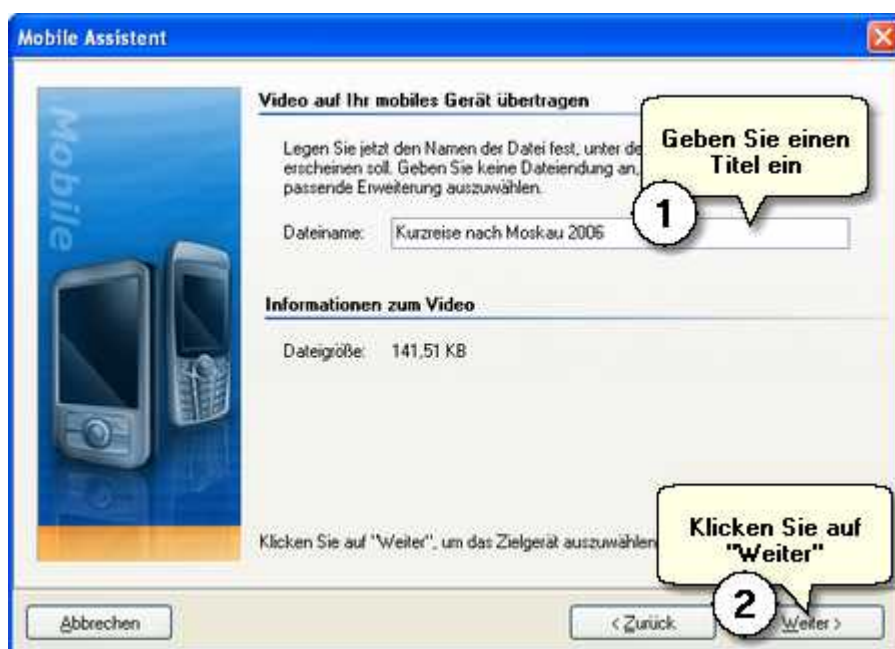 Mobile Assistent
Mobile
Video auf Ihr mobiles Gerät übertragen
Legen Sie jetzt den Namen der Datei fest, unter
erscheinen soll. Geben Sie keine Dateiendung an,
passende Erweiterung auszuwählen.
Geben Sie einen
Titel ein
1
Dateiname: Kurzreise nach Moskau 2006
Informationen zum Video
Dateigröße: 141,51 KB
Klicken Sie auf "Weiter", um das Zielgerät auszuwählen
Klicken Sie auf
"Weiter"
2
Abbrechen
< Zurück
Weiter >